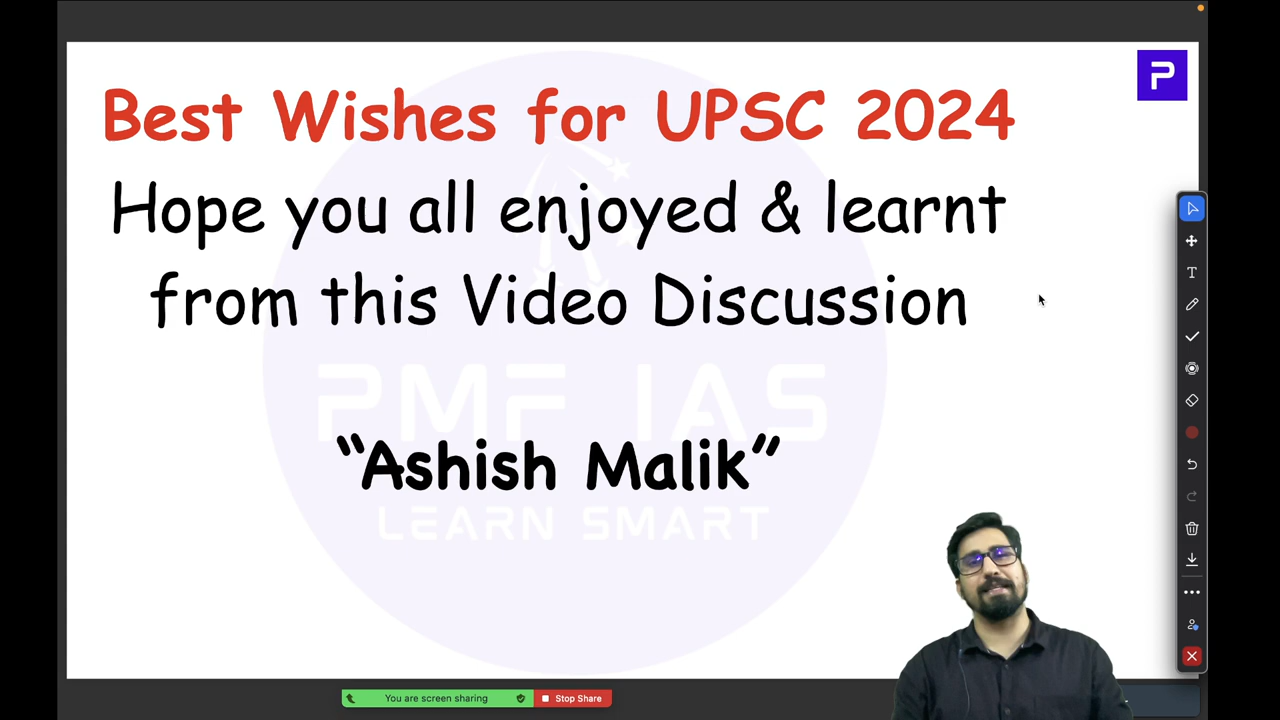 Best Wishes for UPSC 2024
Hope you all enjoyed & learnt
from this Video Discussion
PMF IAS
“Ashish Malik”
LEARN SMART
You are screen sharing
Stop Share